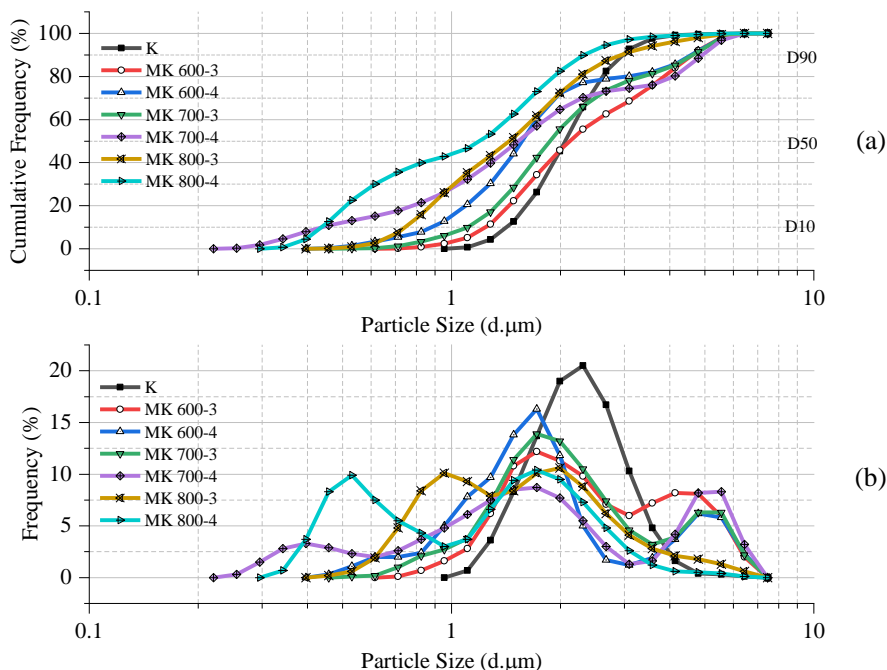 100
80
60
40
20
0
Cumulative Frequency (%)
K
MK 600-3
MK 600-4
MK 700-3
MK 700-4
MK 800-3
MK 800-4
D90
D50
D10
(a)
0.1
1
10
Particle Size (d.μm)
20
15
10
5
0
Frequency (%)
K
MK 600-3
MK 600-4
MK 700-3
MK 700-4
MK 800-3
MK 800-4
(b)
0.1
1
10
Particle Size (d.μm)